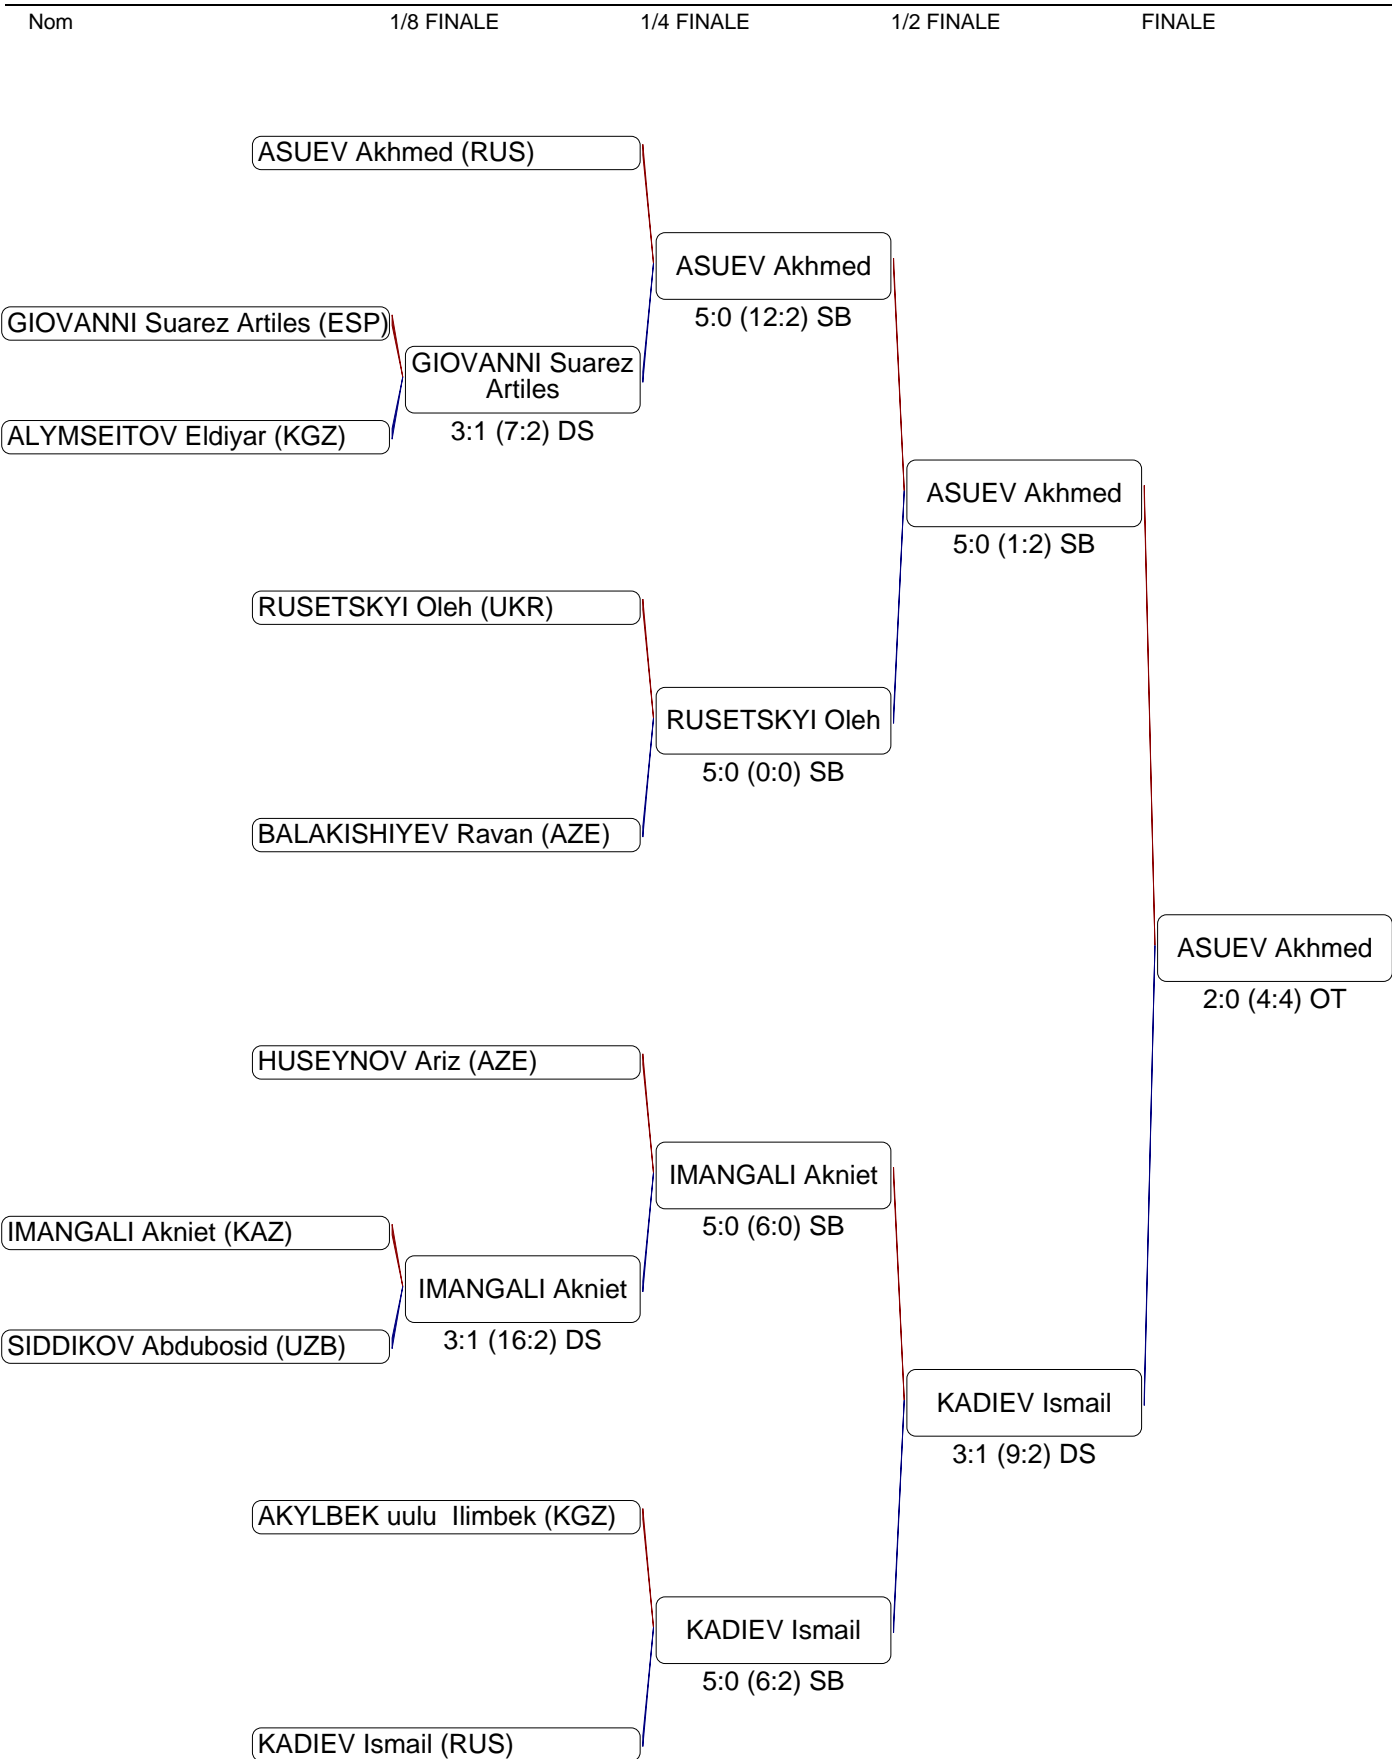 Nom 1/8 FINALE 1/4 FINALE 1/2 FINALE FINALE
ASUEV Akhmed (RUS)
ASUEV Akhmed
5:0 (12:2) SB
GIOVANNI Suarez Artiles (ESP)
GIOVANNI Suarez
Artiles
3:1 (7:2) DS
ALYMSEITOV Eldiyar (KGZ)
ASUEV Akhmed
5:0 (1:2) SB
RUSETSKYI Oleh (UKR)
RUSETSKYI Oleh
5:0 (0:0) SB
BALAKISHIYEV Ravan (AZE)
ASUEV Akhmed
2:0 (4:4) OT
HUSEYNOV Ariz (AZE)
IMANGALI Akniet
5:0 (6:0) SB
IMANGALI Akniet (KAZ)
IMANGALI Akniet
3:1 (16:2) DS
SIDDIKOV Abdubosid (UZB)
KADIEV Ismail
3:1 (9:2) DS
AKYLBEK uulu  Ilimbek (KGZ)
KADIEV Ismail
5:0 (6:2) SB
KADIEV Ismail (RUS)